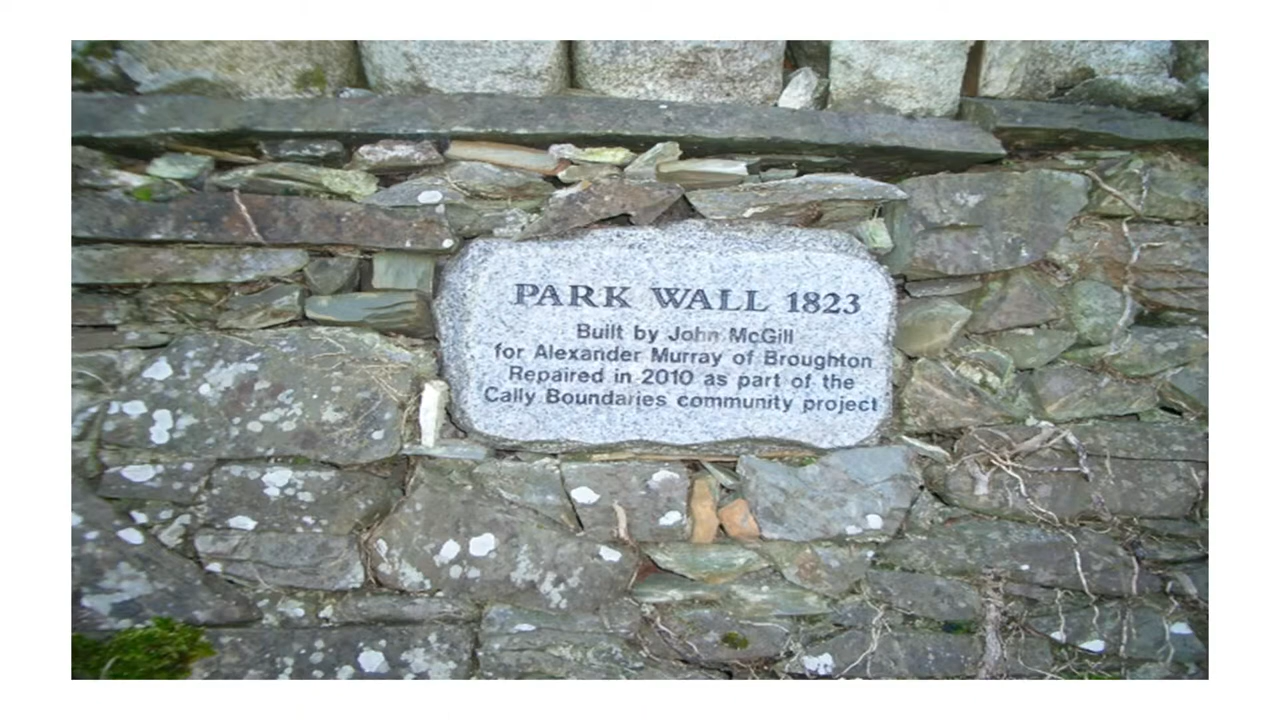 PARK WALL 1823
Built by John McGill
for Alexander Murray of Broughton
Repaired in 2010 as part of the
Cally Boundaries community project